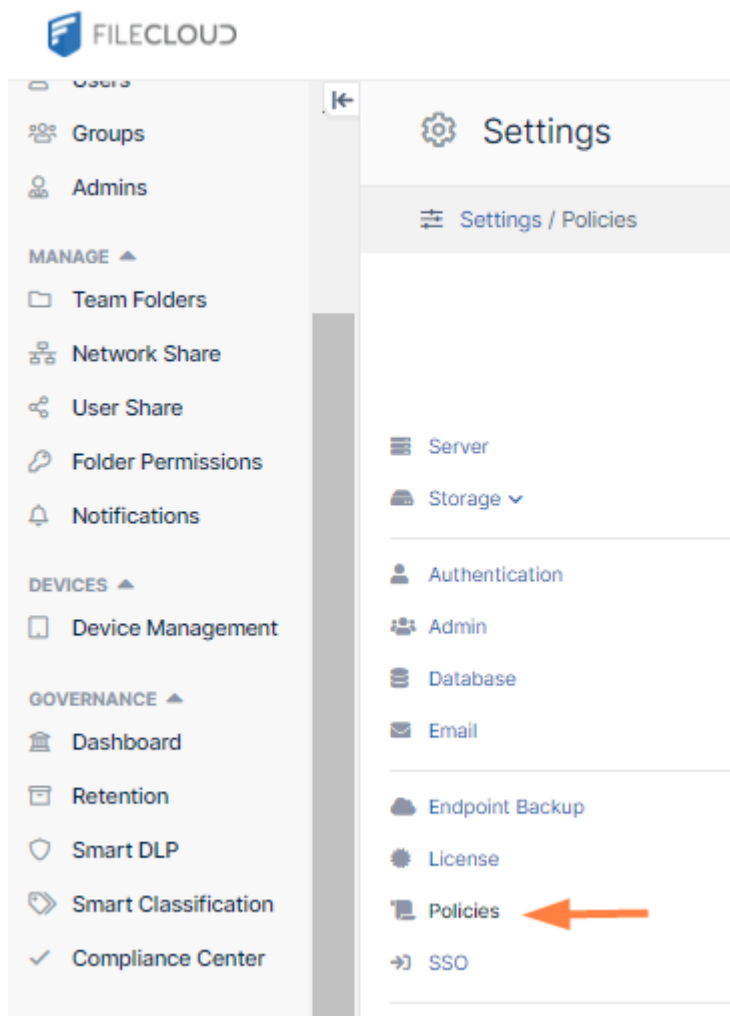 FILECLOUD
Users
Groups
Admins
MANAGE
Team Folders
Network Share
User Share
Folder Permissions
Notifications
DEVICES
Device Management
GOVERNANCE
Dashboard
Retention
Smart DLP
Smart Classification
Compliance Center
Settings
Settings / Policies
Server
Storage
Authentication
Admin
Database
Email
Endpoint Backup
License
Policies
SSO